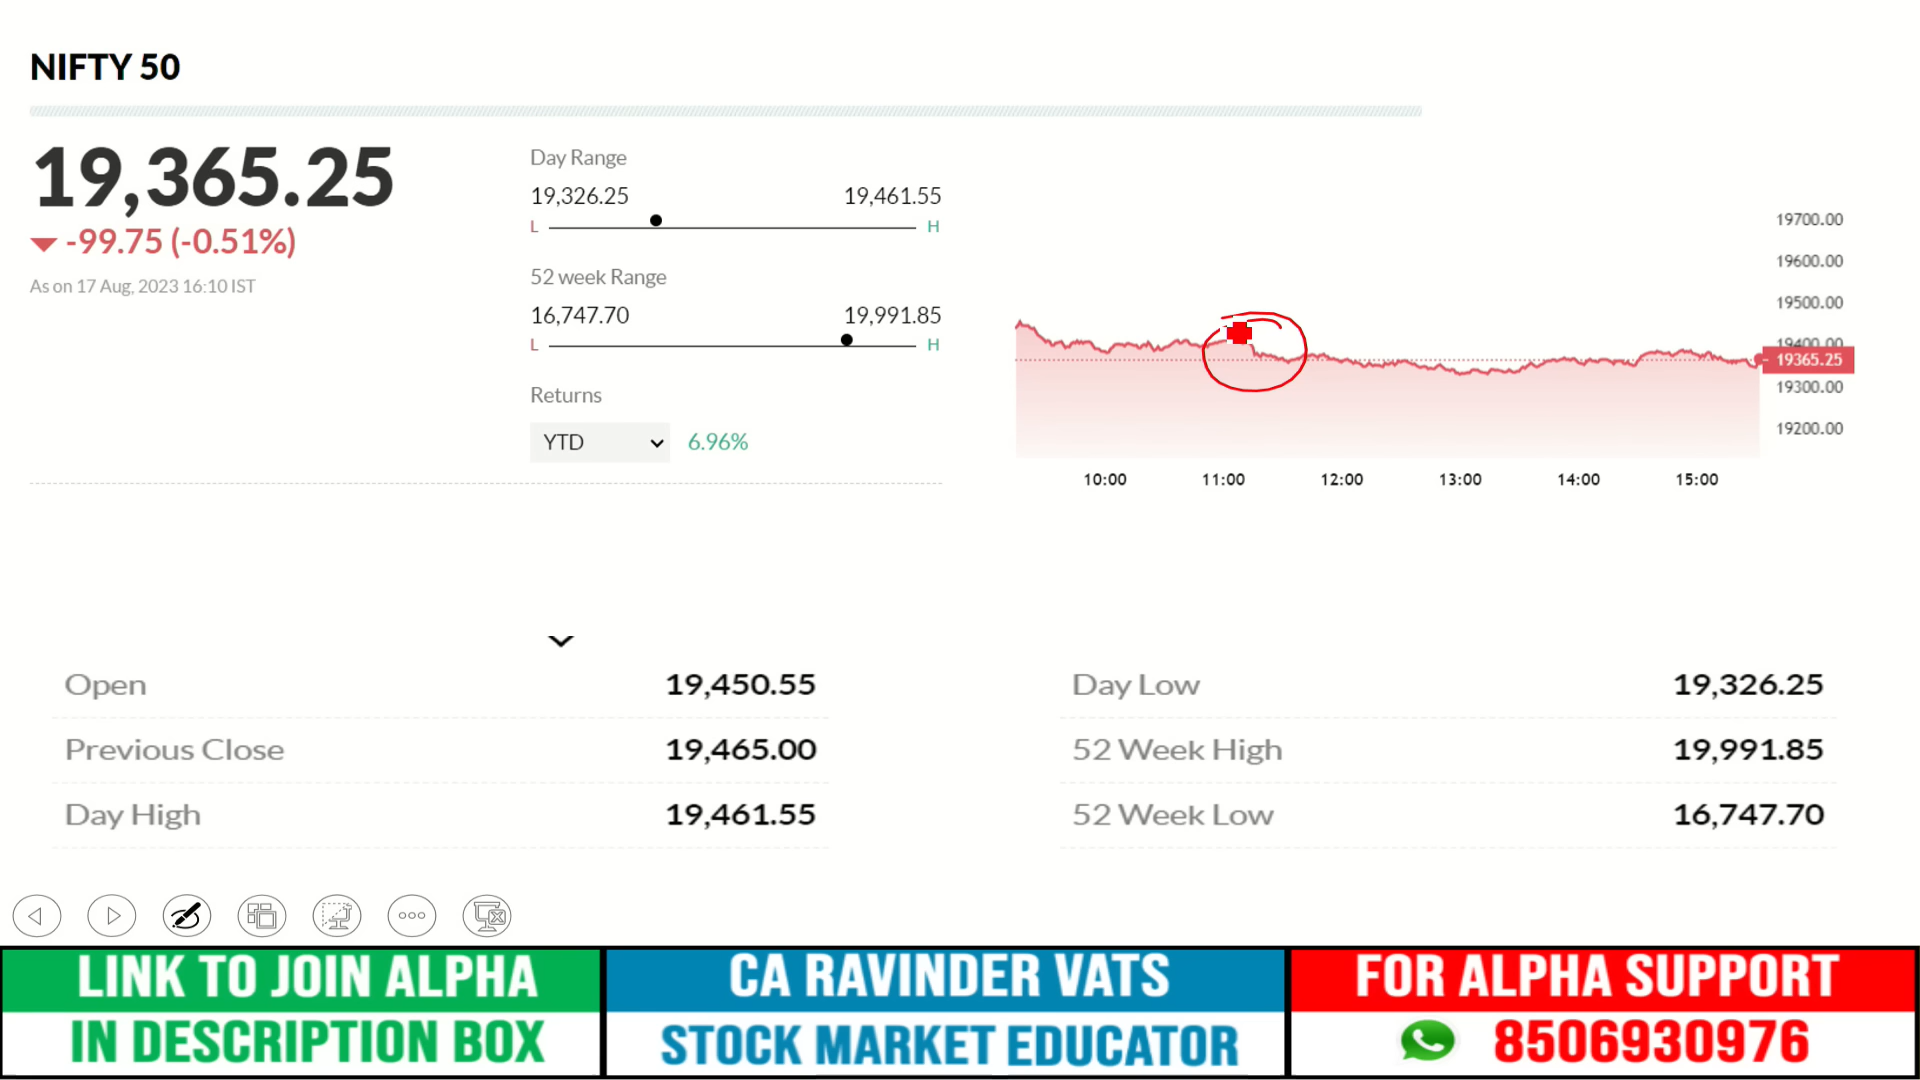 NIFTY 50
19,365.25
-99.75 (-0.51%)
As on 17 Aug, 2023 16:10 IST
Day Range
19,326.25 19,461.55
L H
52 week Range
16,747.70 19,991.85
L H
Returns
YTD 6.96%
19700.00
19600.00
19500.00
19400.00
19365.25
19300.00
19200.00
10:00 11:00 12:00 13:00 14:00 15:00
Open 19,450.55
Previous Close 19,465.00
Day High 19,461.55
Day Low 19,326.25
52 Week High 19,991.85
52 Week Low 16,747.70
LINK TO JOIN ALPHA
IN DESCRIPTION BOX
CA RAVINDER VATS
STOCK MARKET EDUCATOR
FOR ALPHA SUPPORT
8506930976